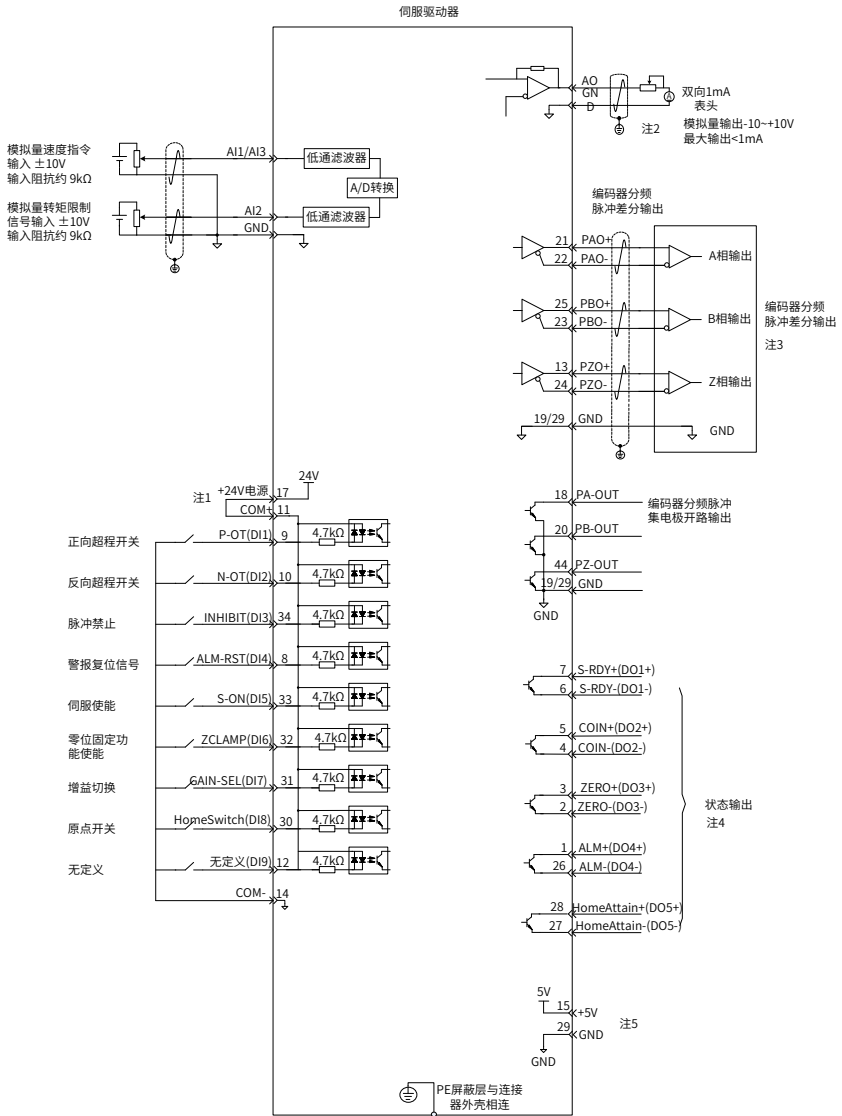 伺服驱动器
AO
GN
D
双向1mA
表头
注2
模拟量输出-10~+10V
最大输出<1mA
A
模拟量速度指令
输入 ±10V
输入阻抗约 9kΩ
AI1/AI3
低通滤波器
A/D转换
模拟量转矩限制
信号输入 ±10V
输入阻抗约 9kΩ
AI2
低通滤波器
GND
编码器分频
脉冲差分输出
21 PAO+
22 PAO-
A相输出
25 PBO+
23 PBO-
B相输出
编码器分频
脉冲差分输出
注3
13 PZO+
24 PZO-
Z相输出
19/29 GND
GND
注1
+24V电源
17
24V
COM+
11
正向超程开关
P-OT(DI1)
9
4.7kΩ
反向超程开关
N-OT(DI2)
10
4.7kΩ
脉冲禁止
INHIBIT(DI3)
34
4.7kΩ
警报复位信号
ALM-RST(DI4)
8
4.7kΩ
伺服使能
S-ON(DI5)
33
4.7kΩ
零位固定功
能使能
ZCLAMP(DI6)
32
4.7kΩ
增益切换
GAIN-SEL(DI7)
31
4.7kΩ
原点开关
HomeSwitch(DI8)
30
4.7kΩ
无定义
无定义(DI9)
12
4.7kΩ
COM-
14
18 PA-OUT
编码器分频脉冲
集电极开路输出
20 PB-OUT
44 PZ-OUT
19/29 GND
GND
7 S-RDY+(DO1+)
6 S-RDY-(DO1-)
5 COIN+(DO2+)
4 COIN-(DO2-)
3 ZERO+(DO3+)
2 ZERO-(DO3-)
状态输出
注4
1 ALM+(DO4+)
26 ALM-(DO4-)
28 HomeAttain+(DO5+)
27 HomeAttain-(DO5-)
5V
15 +5V
注5
29 GND
GND
PE屏蔽层与连接
器外壳相连